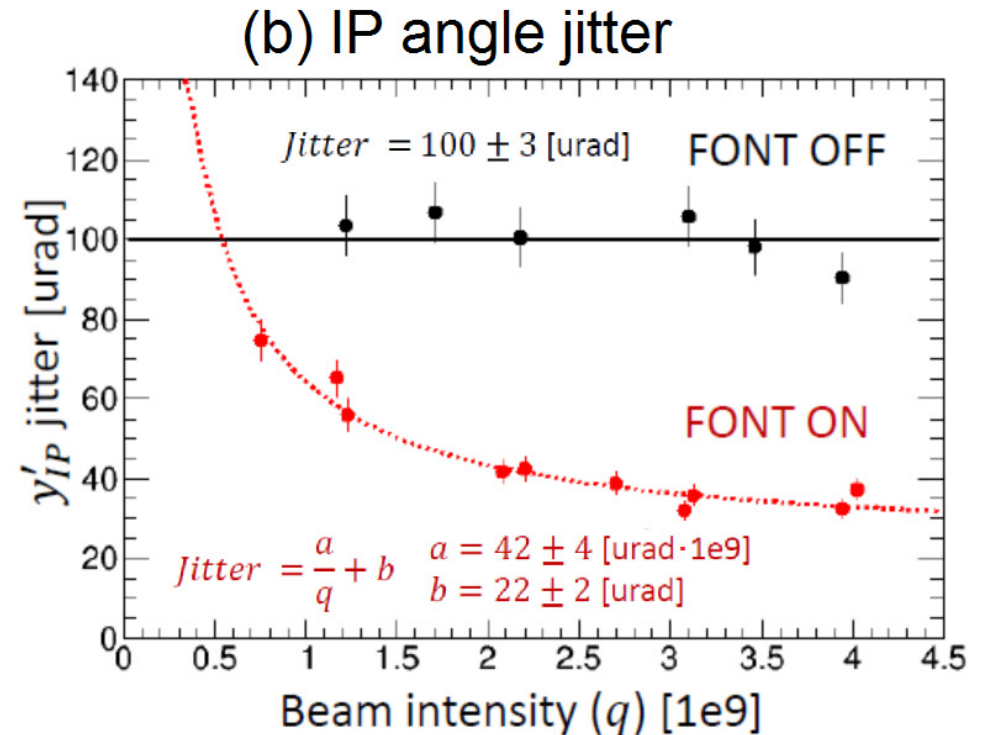 (b) IP angle jitter
140
120
100
80
60
40
20
0
y'IP jitter [urad]
Jitter = 100 ± 3 [urad]
FONT OFF
FONT ON
Jitter = a/q + b
a = 42 ± 4 [urad·1e9]
b = 22 ± 2 [urad]
0 0.5 1 1.5 2 2.5 3 3.5 4 4.5
Beam intensity (q) [1e9]